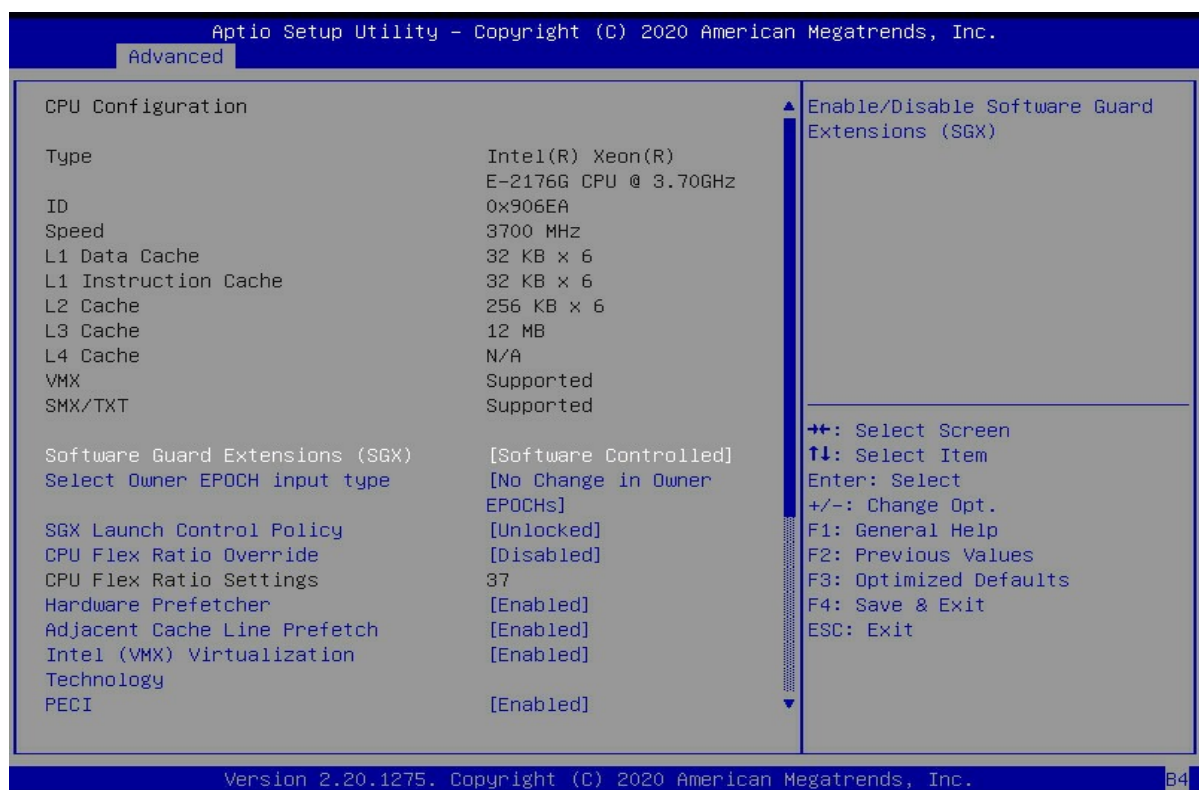 Aptio Setup Utility – Copyright (C) 2020 American Megatrends, Inc.
Advanced
CPU Configuration
Type Intel(R) Xeon(R)
E-2176G CPU @ 3.70GHz
ID 0x906EA
Speed 3700 MHz
L1 Data Cache 32 KB x 6
L1 Instruction Cache 32 KB x 6
L2 Cache 256 KB x 6
L3 Cache 12 MB
L4 Cache N/A
VMX Supported
SMX/TXT Supported
Software Guard Extensions (SGX) [Software Controlled]
Select Owner EPOCH input type [No Change in Owner
EPOCHs]
SGX Launch Control Policy [Unlocked]
CPU Flex Ratio Override [Disabled]
CPU Flex Ratio Settings 37
Hardware Prefetcher [Enabled]
Adjacent Cache Line Prefetch [Enabled]
Intel (VMX) Virtualization [Enabled]
Technology
PECI [Enabled]
Enable/Disable Software Guard
Extensions (SGX)
→←: Select Screen
↑↓: Select Item
Enter: Select
+/-: Change Opt.
F1: General Help
F2: Previous Values
F3: Optimized Defaults
F4: Save & Exit
ESC: Exit
Version 2.20.1275. Copyright (C) 2020 American Megatrends, Inc.
B4